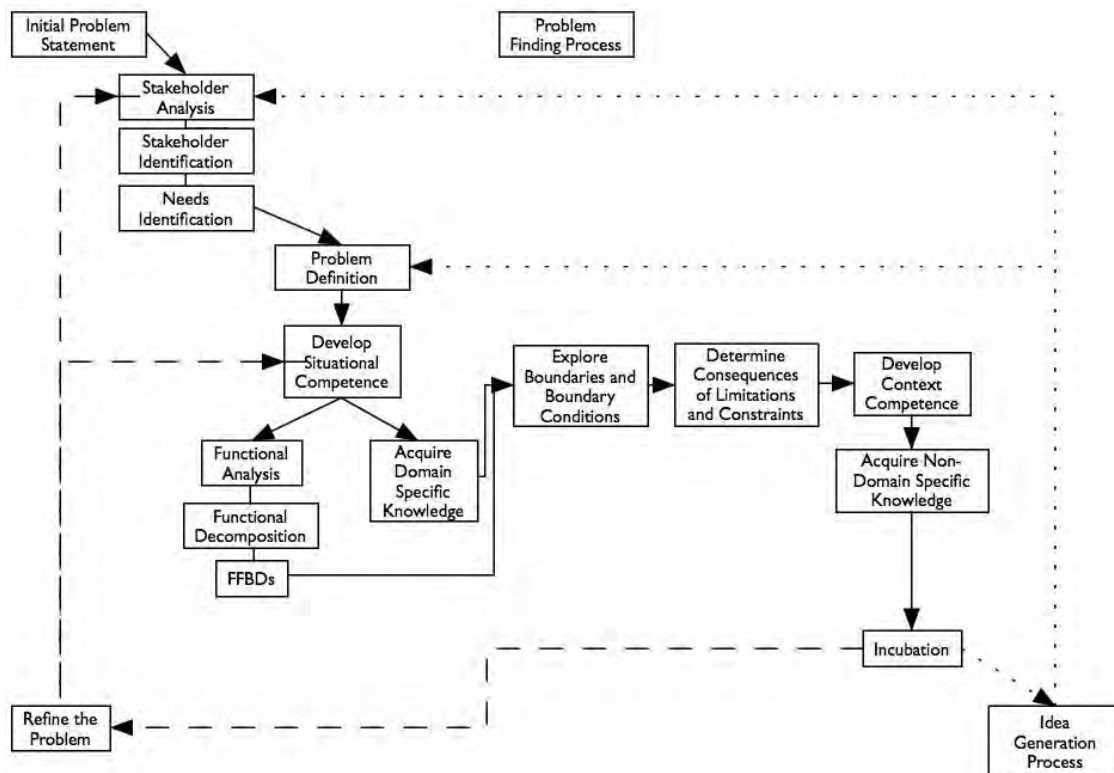 Initial Problem
Statement
Problem
Finding Process
Stakeholder
Analysis
Stakeholder
Identification
Needs
Identification
Problem
Definition
Develop
Situational
Competence
Explore
Boundaries and
Boundary
Conditions
Determine
Consequences
of Limitations
and Constraints
Develop
Context
Competence
Functional
Analysis
Acquire
Domain
Specific
Knowledge
Acquire Non-
Domain Specific
Knowledge
Functional
Decomposition
FFBDs
Incubation
Refine the
Problem
Idea
Generation
Process